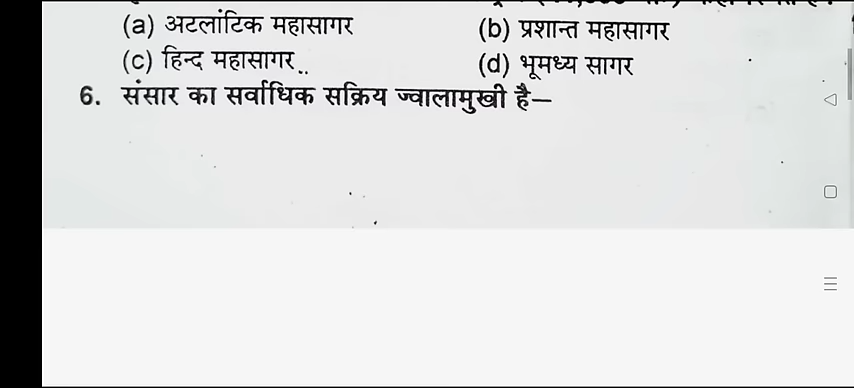 (a) अटलांटिक महासागर (b) प्रशान्त महासागर
(c) हिन्द महासागर (d) भूमध्य सागर
6. संसार का सर्वाधिक सक्रिय ज्वालामुखी है—